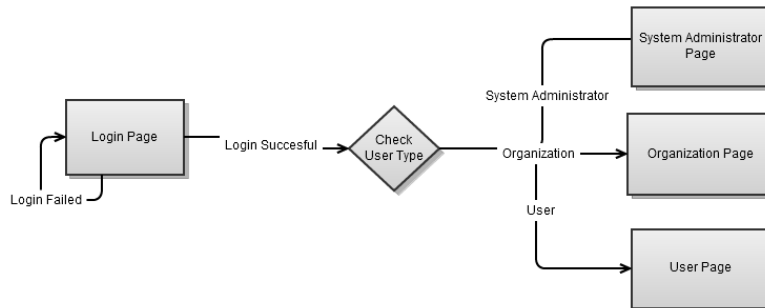 System Administrator
Page
System Administrator
Login Page
Login Succesful
Check
User Type
Organization
Organization Page
Login Failed
User
User Page